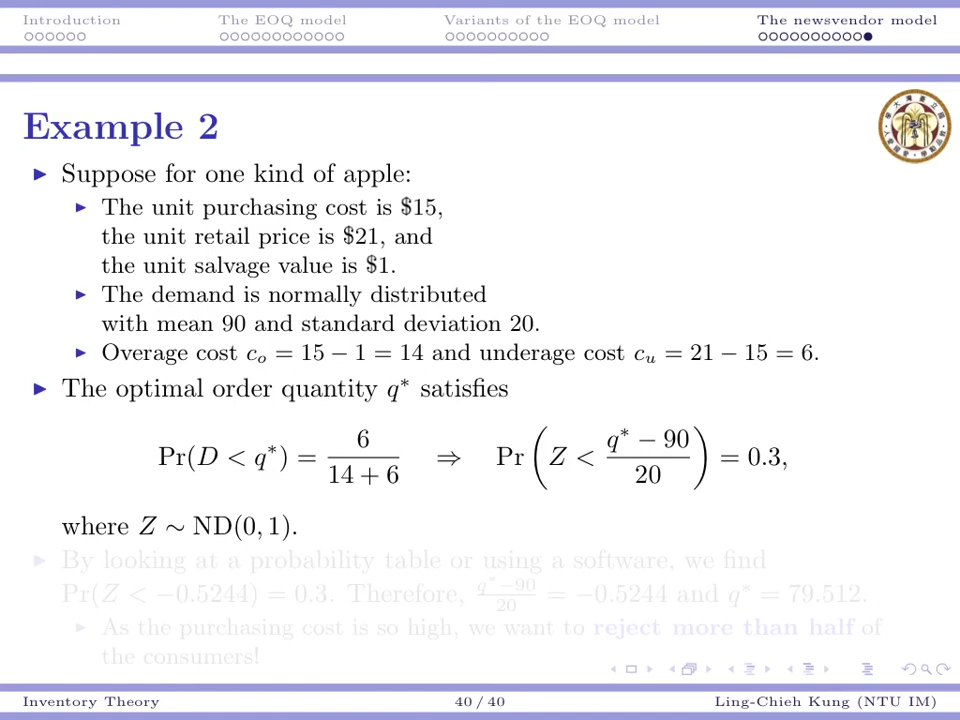 Introduction
The EOQ model
Variants of the EOQ model
The newsvendor model
Example 2
Suppose for one kind of apple:
The unit purchasing cost is $15,
the unit retail price is $21, and
the unit salvage value is $1.
The demand is normally distributed
with mean 90 and standard deviation 20.
Overage cost c_o = 15 − 1 = 14 and underage cost c_u = 21 − 15 = 6.
The optimal order quantity q* satisfies
Pr(D < q*) = 6/(14 + 6) ⇒ Pr(Z < (q* − 90)/20) = 0.3,
where Z ∼ ND(0, 1).
By looking at a probability table or using a software, we find
Pr(Z < −0.5244) = 0.3. Therefore, (q*−90)/20 = −0.5244 and q* = 79.512.
As the purchasing cost is so high, we want to reject more than half of
the consumers!
Inventory Theory
40 / 40
Ling-Chieh Kung (NTU IM)